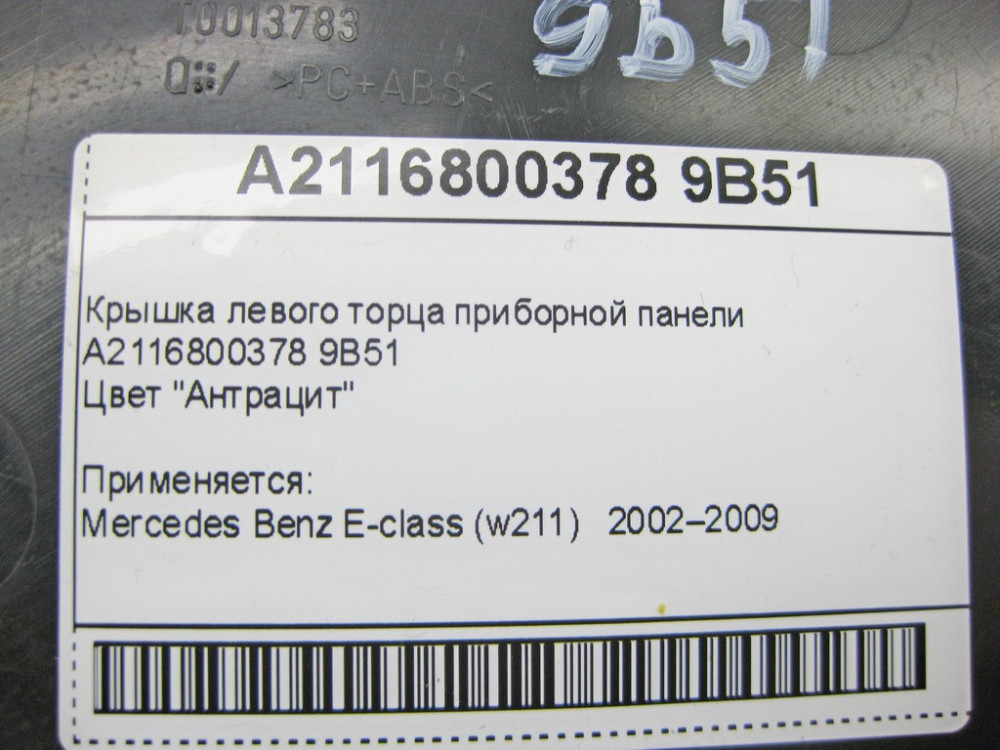 T0013783
>PC+ABS<
9b51
A2116800378 9B51
Крышка левого торца приборной панели
A2116800378 9B51
Цвет "Антрацит"
Применяется:
Mercedes Benz E-class (w211) 2002–2009